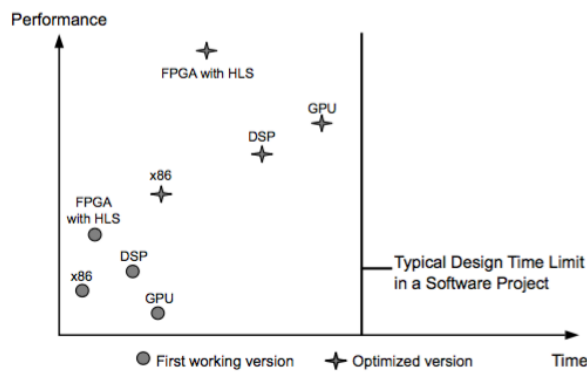 Performance
FPGA with HLS
GPU
DSP
x86
FPGA
with HLS
DSP
x86
GPU
Typical Design Time Limit
in a Software Project
First working version
Optimized version
Time